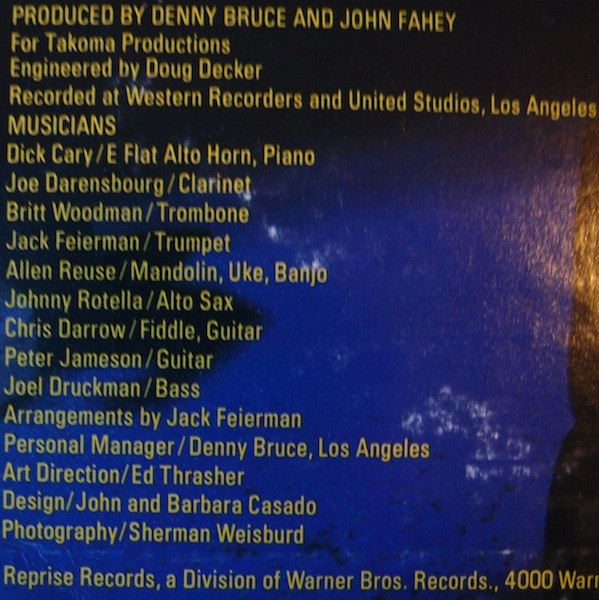 PRODUCED BY DENNY BRUCE AND JOHN FAHEY
For Takoma Productions
Engineered by Doug Decker
Recorded at Western Recorders and United Studios, Los Angeles
MUSICIANS
Dick Cary/E Flat Alto Horn, Piano
Joe Darensbourg/Clarinet
Britt Woodman/Trombone
Jack Feierman/Trumpet
Allen Reuse/Mandolin, Uke, Banjo
Johnny Rotella/Alto Sax
Chris Darrow/Fiddle, Guitar
Peter Jameson/Guitar
Joel Druckman/Bass
Arrangements by Jack Feierman
Personal Manager/Denny Bruce, Los Angeles
Art Direction/Ed Thrasher
Design/John and Barbara Casado
Photography/Sherman Weisburd
Reprise Records, a Division of Warner Bros. Records., 4000 Warn